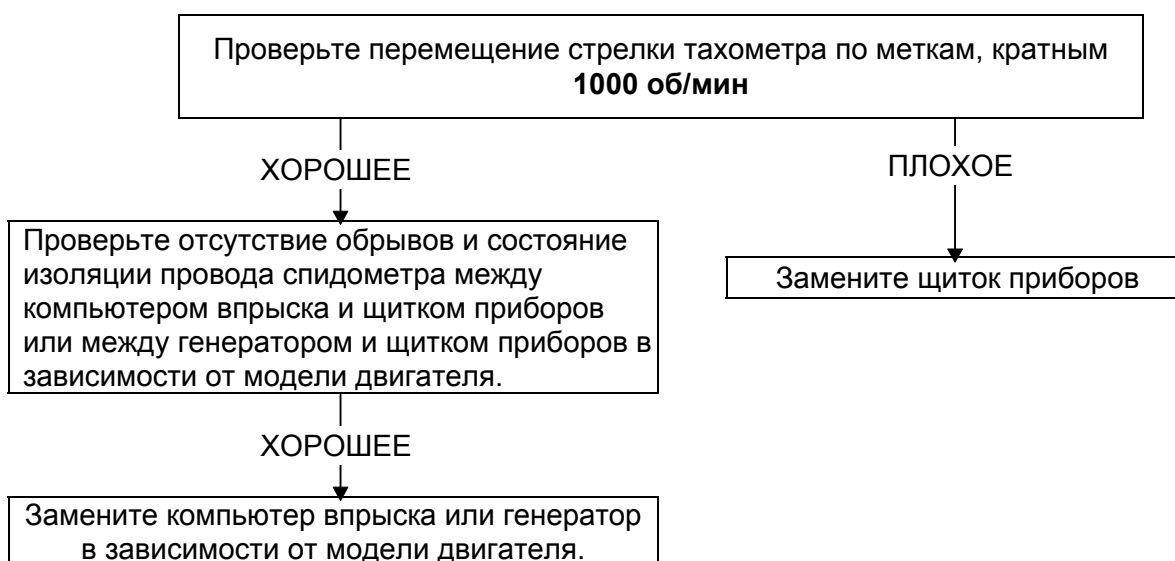 Проверьте перемещение стрелки тахометра по меткам, кратным
1000 об/мин
ХОРОШЕЕ
ПЛОХОЕ
Проверьте отсутствие обрывов и состояние
изоляции провода спидометра между
компьютером впрыска и щитком приборов
или между генератором и щитком приборов в
зависимости от модели двигателя.
Замените щиток приборов
ХОРОШЕЕ
Замените компьютер впрыска или генератор
в зависимости от модели двигателя.